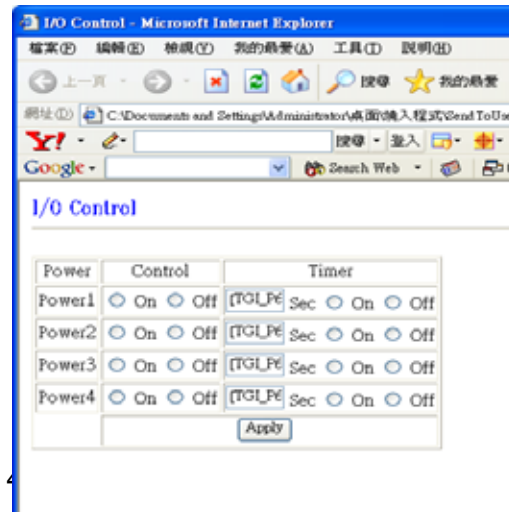 I/O Control - Microsoft Internet Explorer
檔案(F) 編輯(E) 檢視(V) 我的最愛(A) 工具(T) 說明(H)
上一頁 搜尋 我的最愛
網址(D) C:\Documents and Settings\Administrator\桌面\燒入程式\Send ToUse
Y! 搜尋 登入
Google Search Web
I/O Control
Power Control Timer
Power1 On Off [TGI_P6 Sec On Off
Power2 On Off [TGI_P6 Sec On Off
Power3 On Off [TGI_P6 Sec On Off
Power4 On Off [TGI_P6 Sec On Off
Apply